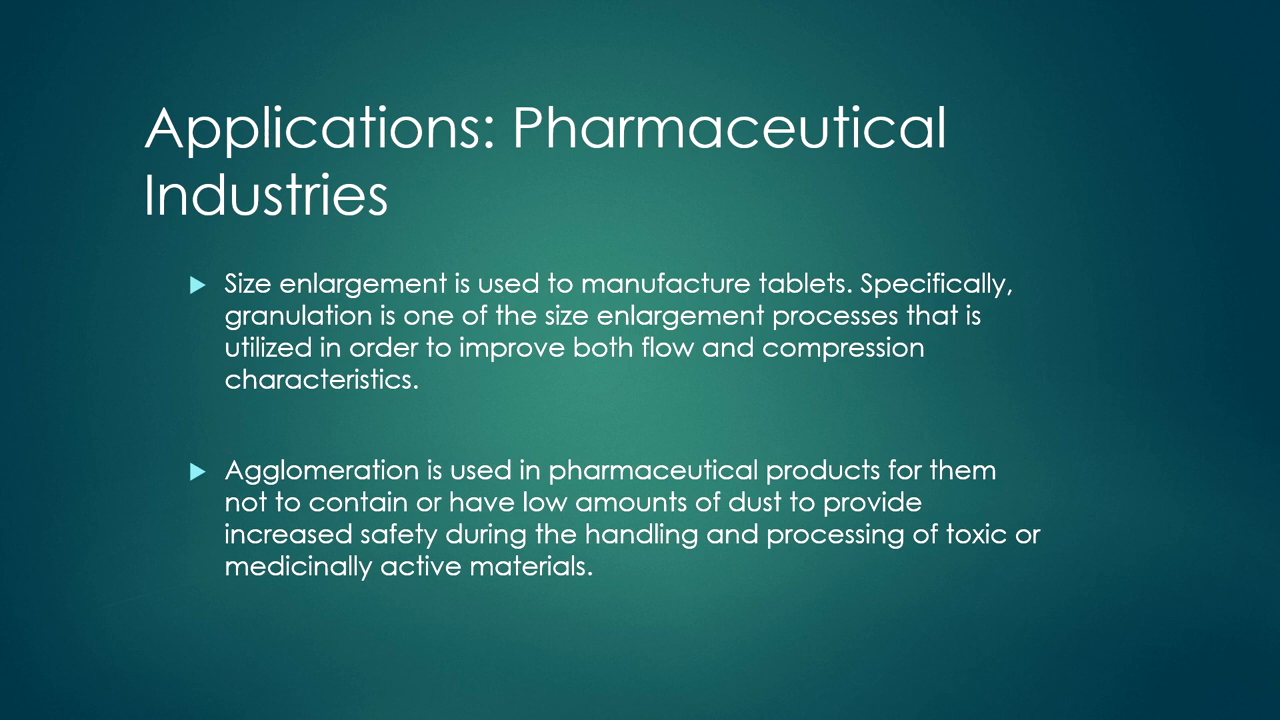 Applications: Pharmaceutical
Industries
Size enlargement is used to manufacture tablets. Specifically,
granulation is one of the size enlargement processes that is
utilized in order to improve both flow and compression
characteristics.
Agglomeration is used in pharmaceutical products for them
not to contain or have low amounts of dust to provide
increased safety during the handling and processing of toxic or
medicinally active materials.